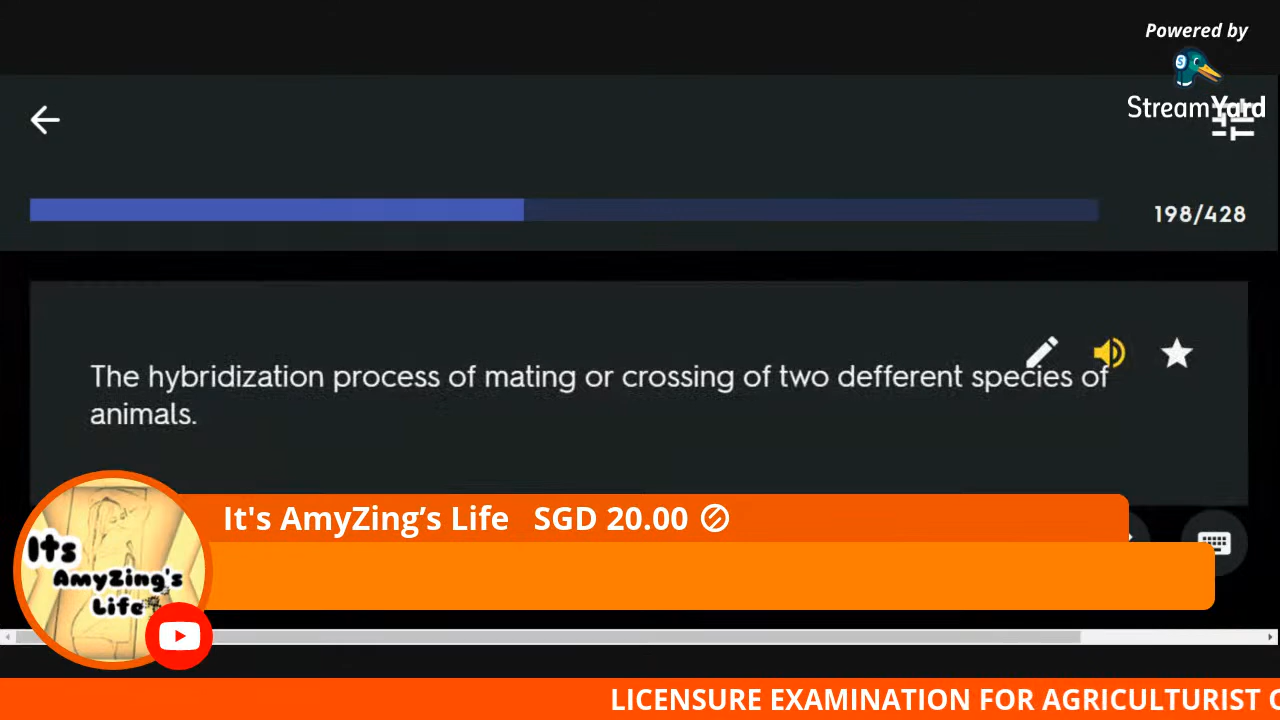 Powered by
StreamYard
198/428
The hybridization process of mating or crossing of two defferent species of
animals.
It's AmyZing’s Life SGD 20.00
Its
AmyZing's
Life
LICENSURE EXAMINATION FOR AGRICULTURIST